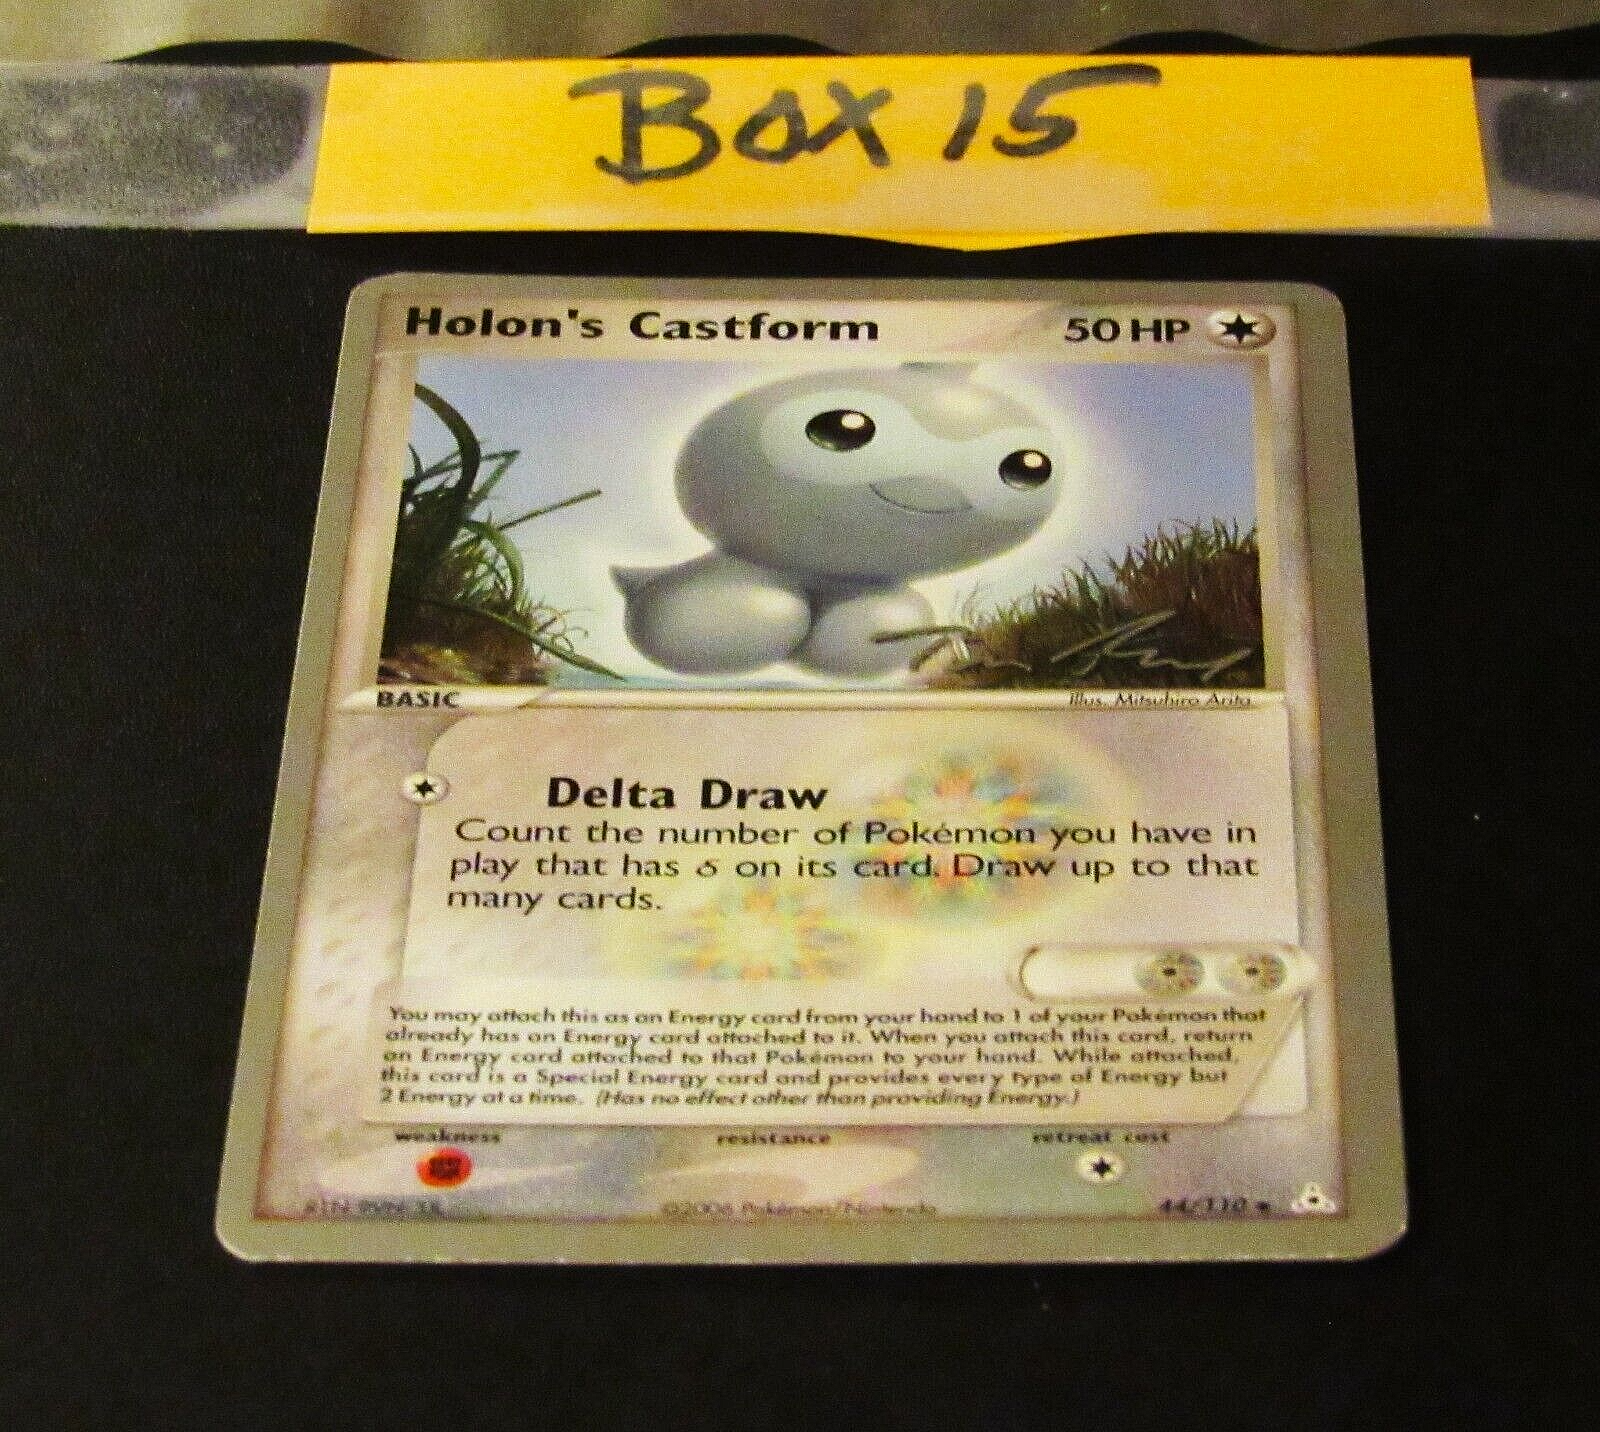 Box 15
Holon's Castform 50 HP
BASIC
Illus. Mitsuhiro Arita
Delta Draw
Count the number of Pokémon you have in
play that has δ on its card. Draw up to that
many cards.
You may attach this as an Energy card from your hand to 1 of your Pokémon that
already has an Energy card attached to it. When you attach this card, return
an Energy card attached to that Pokémon to your hand. While attached,
this card is a Special Energy card and provides every type of Energy but
2 Energy at a time. (Has no effect other than providing Energy.)
weakness resistance retreat cost
©2006 Pokémon/Nintendo 44/110